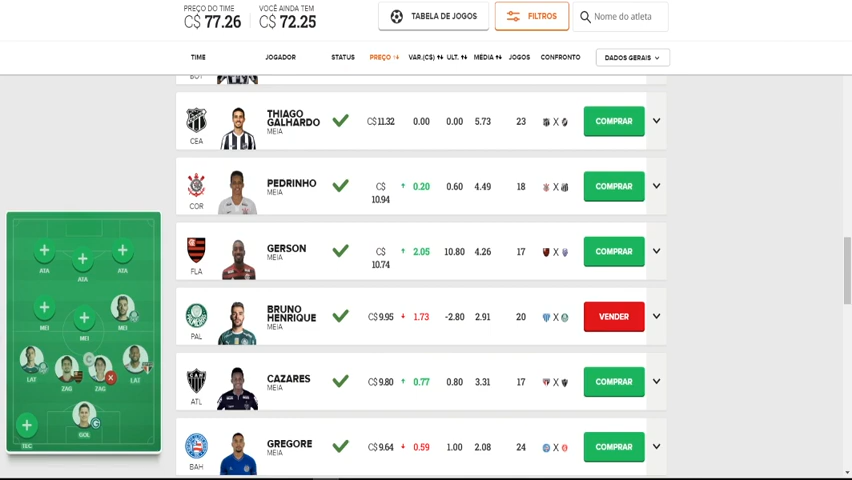 PREÇO DO TIME
C$ 77.26
VOCÊ AINDA TEM
C$ 72.25
TABELA DE JOGOS
FILTROS
Nome do atleta
TIME JOGADOR STATUS PREÇO VAR.(C$) ULT. MÉDIA JOGOS CONFRONTO DADOS GERAIS
BOT
THIAGO GALHARDO
MEIA
CEA
C$ 11.32 0.00 0.00 5.73 23 X COMPRAR
PEDRINHO
MEIA
COR
C$ 10.94 0.20 0.60 4.49 18 X COMPRAR
GERSON
MEIA
FLA
C$ 10.74 2.05 10.80 4.26 17 X COMPRAR
BRUNO HENRIQUE
MEIA
PAL
C$ 9.95 1.73 -2.80 2.91 20 X VENDER
CAZARES
MEIA
ATL
C$ 9.80 0.77 0.80 3.31 17 X COMPRAR
GREGORE
MEIA
BAH
C$ 9.64 0.59 1.00 2.08 24 X COMPRAR
ATA ATA ATA
MEI MEI MEI
LAT ZAG ZAG LAT
C
GOL
TEC